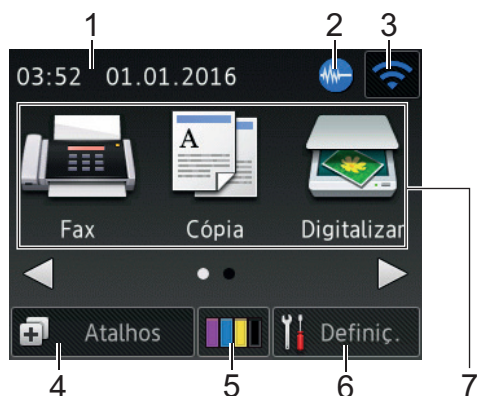 1 2 3
03:52 01.01.2016
A
Fax Cópia Digitalizar
Atalhos Definiç.
4 5 6 7